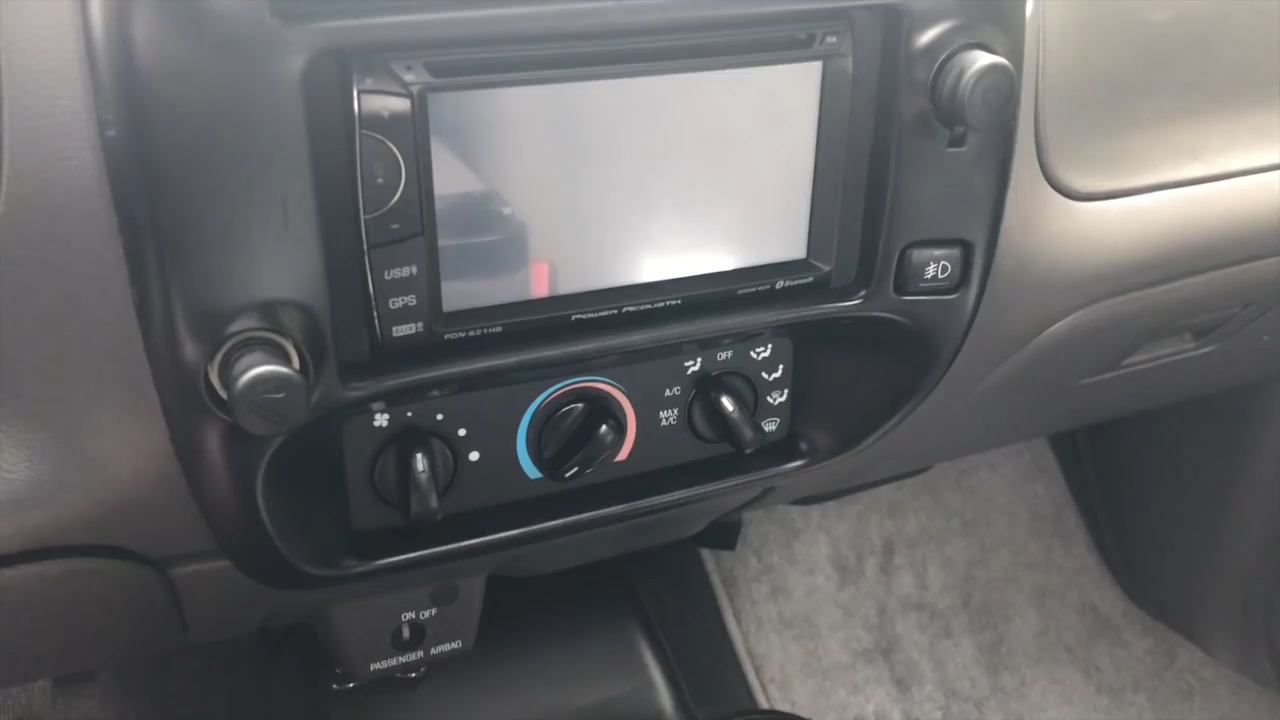 USB
GPS
AUX
PDN-621HB
POWER ACOUSTIK
Bluetooth
OFF
A/C
MAX
A/C
ON OFF
PASSENGER AIRBAG